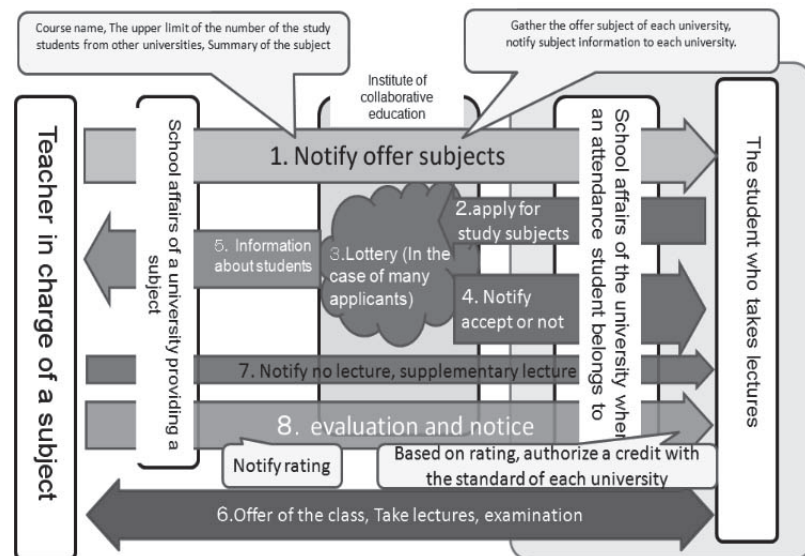 Course name, The upper limit of the number of the study
students from other universities, Summary of the subject
Gather the offer subject of each university,
notify subject information to each university.
Institute of
collaborative
education
Teacher in charge of a subject
School affairs of a university providing a
subject
School affairs of the university wher
an attendance student belongs to
The student who takes lectures
1. Notify offer subjects
2.apply for
study subjects
5. Information
about students
3.Lottery (In the
case of many
applicants)
4. Notify
accept or not
7. Notify no lecture, supplementary lecture
8. evaluation and notice
Notify rating
Based on rating, authorize a credit with
the standard of each university
6.Offer of the class, Take lectures, examination